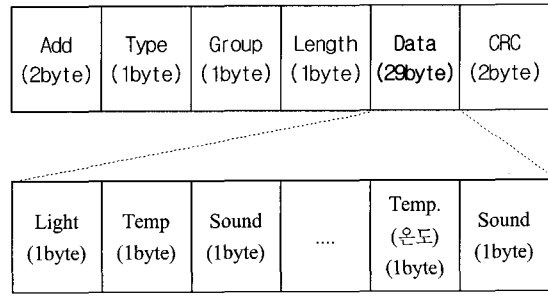 Add Type Group Length Data CRC
(2byte) (1byte) (1byte) (1byte) (29byte) (2byte)
Light Temp Sound .... Temp. (온도) (1byte) Sound
(1byte) (1byte) (1byte) (1byte)